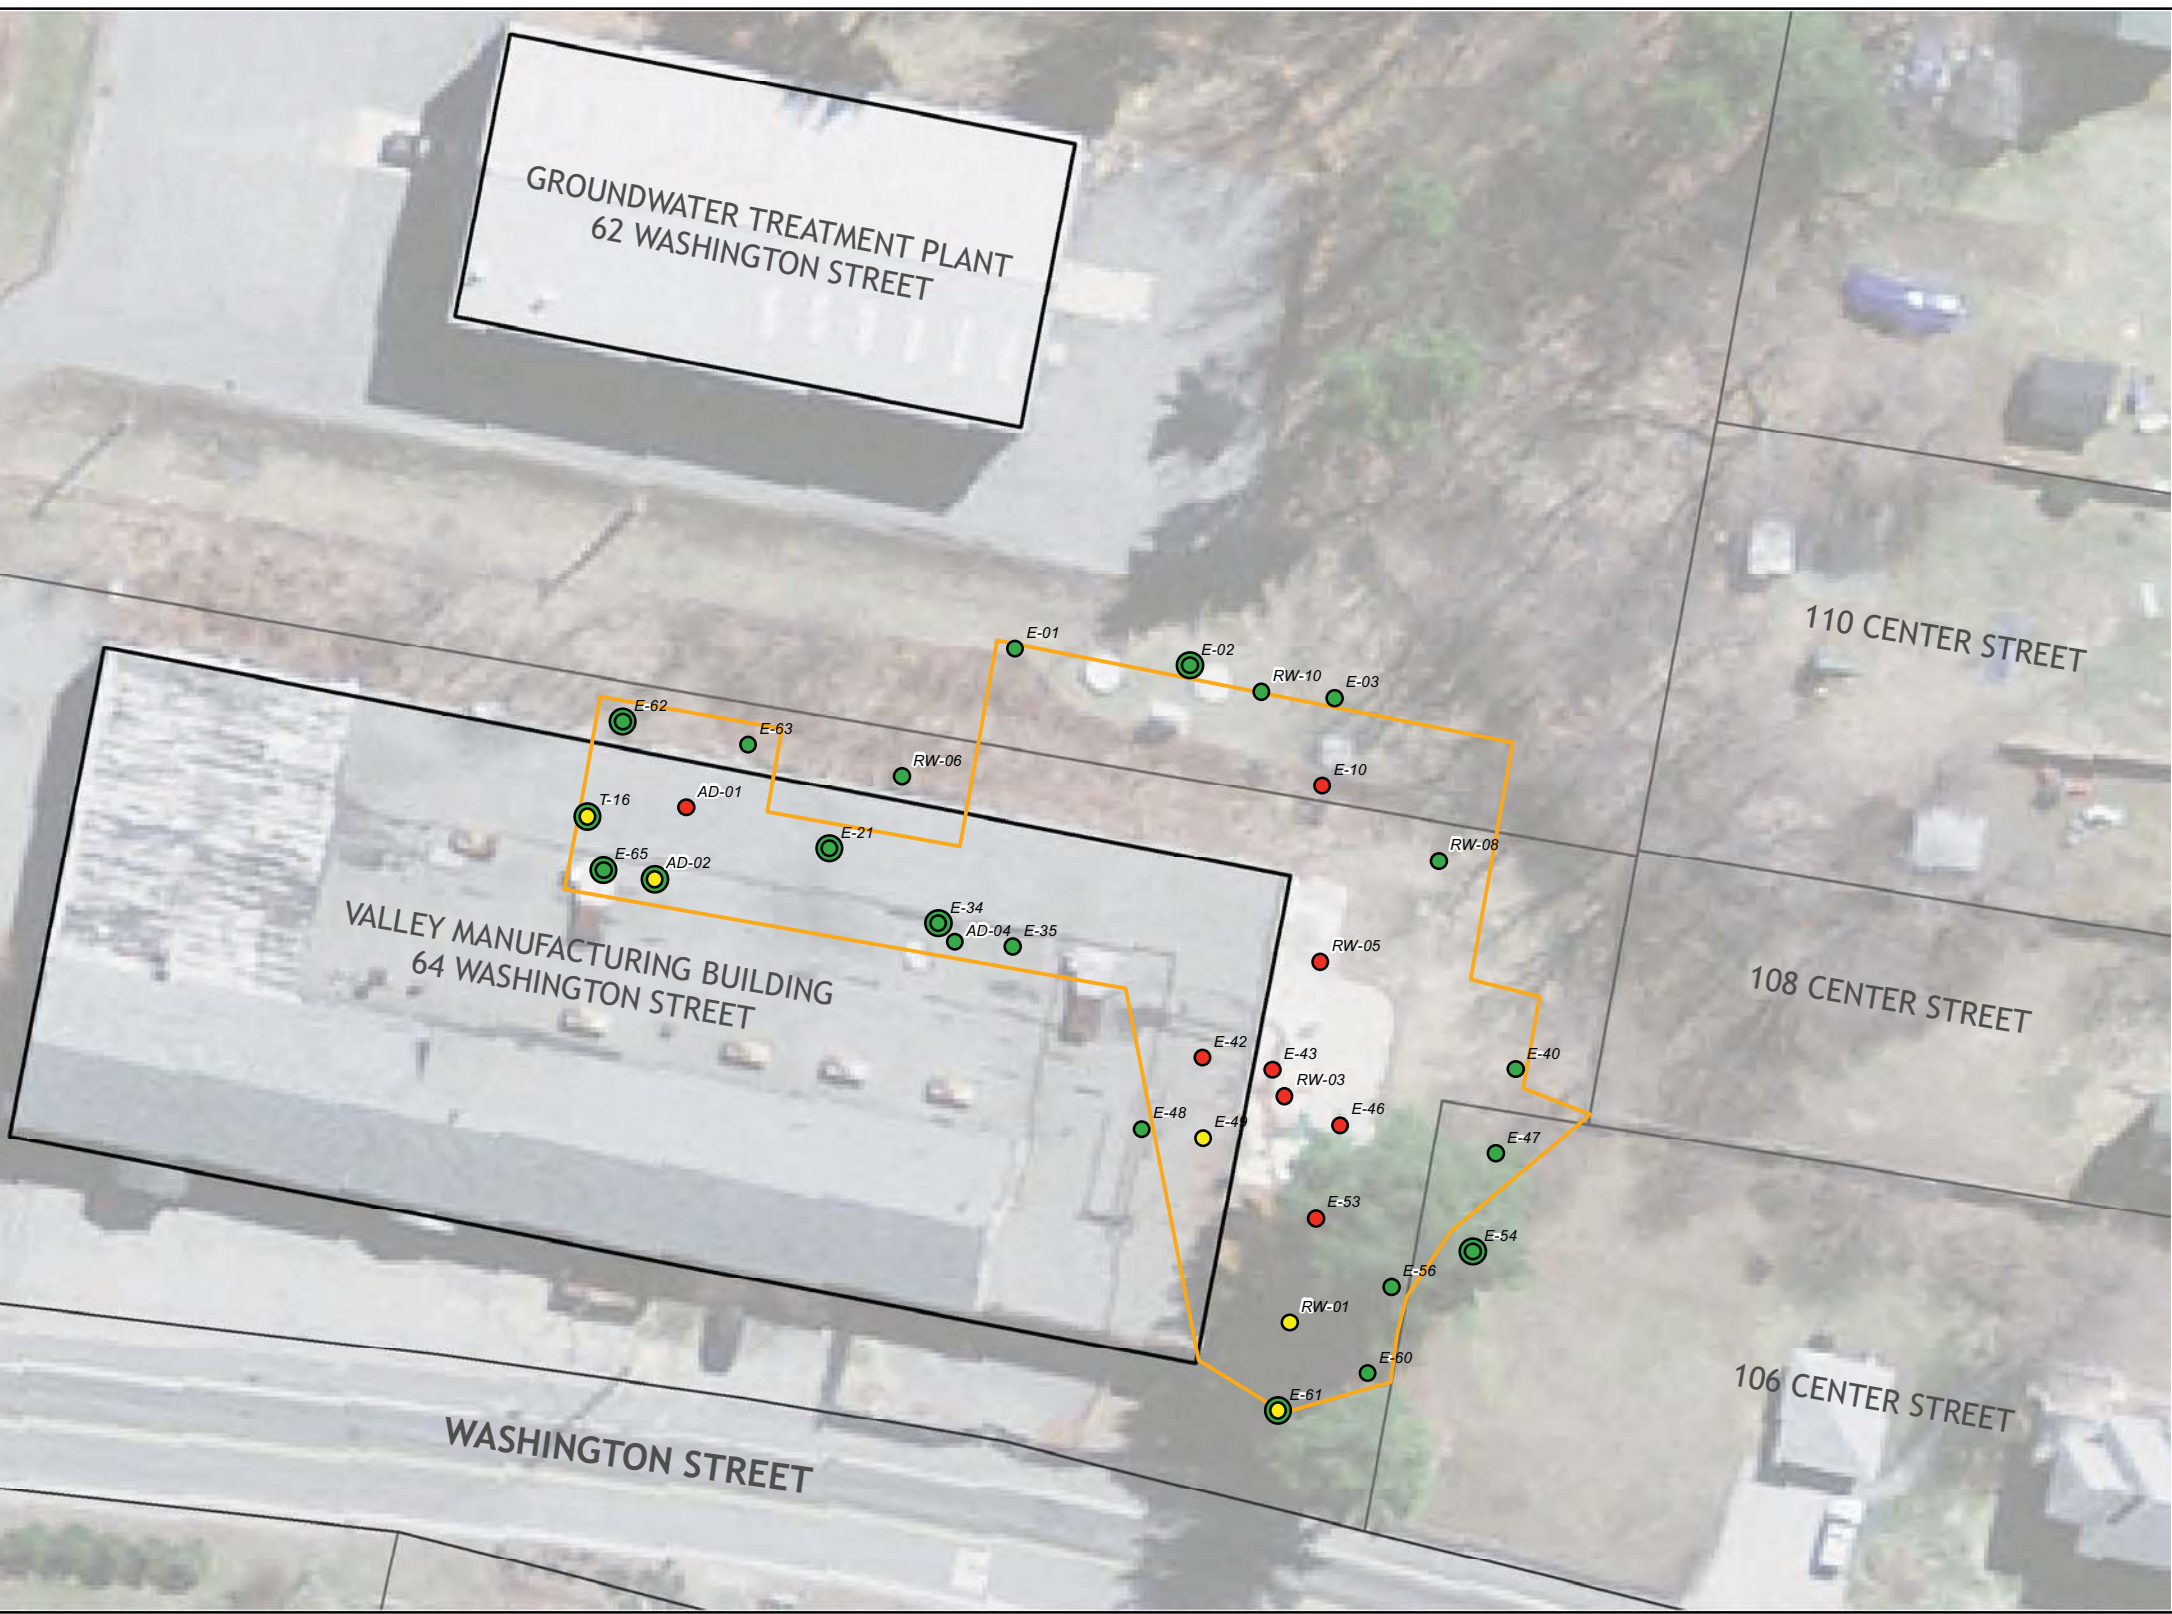 GROUNDWATER TREATMENT PLANT
62 WASHINGTON STREET
110 CENTER STREET
E-01
E-02
RW-10
E-03
E-62
E-63
RW-06
E-10
T-16
AD-01
E-21
RW-08
E-65
AD-02
E-34
AD-04
E-35
RW-05
VALLEY MANUFACTURING BUILDING
64 WASHINGTON STREET
108 CENTER STREET
E-42
E-43
E-40
RW-03
E-48
E-49
E-46
E-47
E-53
E-54
E-56
RW-01
E-60
E-61
106 CENTER STREET
WASHINGTON STREET